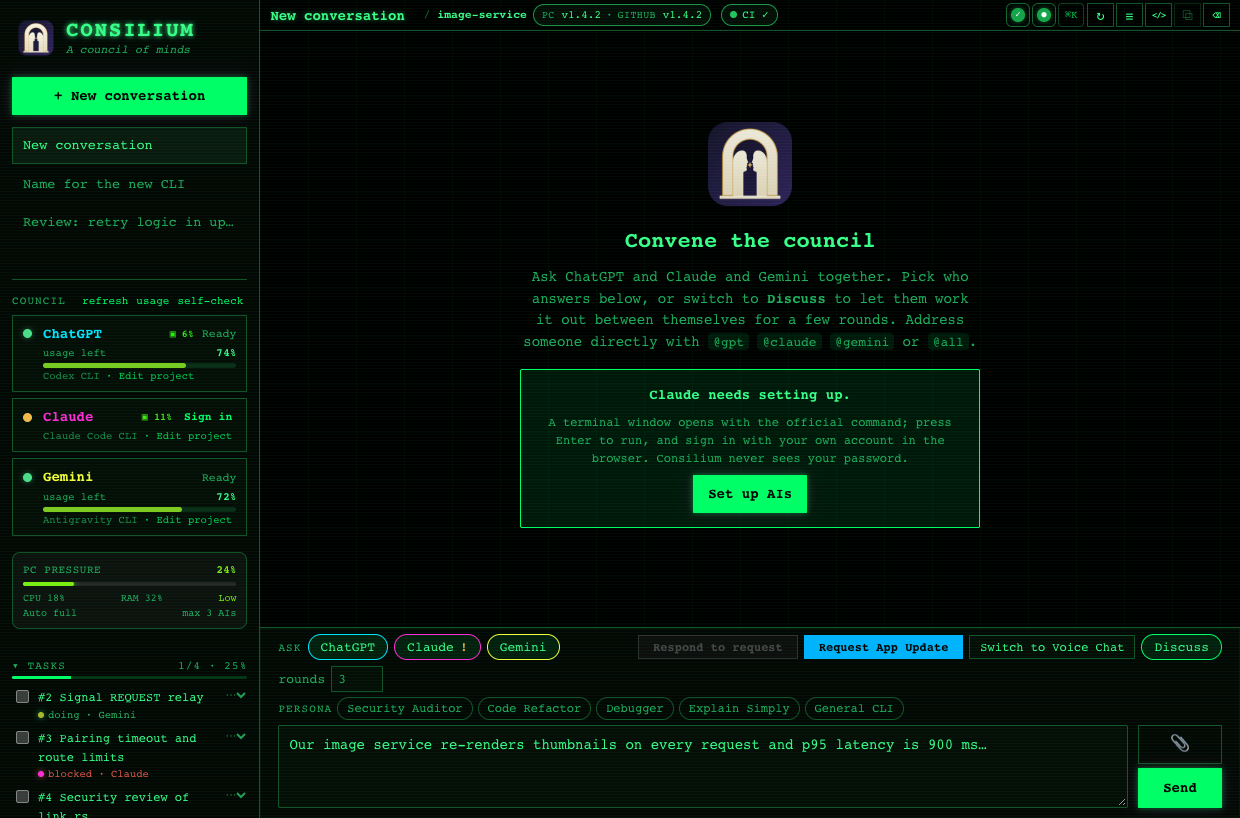 CONSILIUM
A council of minds
+ New conversation
New conversation
Name for the new CLI
Review: retry logic in up…
COUNCIL refresh usage self-check
ChatGPT 6% Ready
usage left 74%
Codex CLI · Edit project
Claude 11% Sign in
Claude Code CLI · Edit project
Gemini Ready
usage left 72%
Antigravity CLI · Edit project
PC PRESSURE 24%
CPU 18% RAM 32% Low
Auto full max 3 AIs
▾ TASKS 1/4 · 25%
#2 Signal REQUEST relay
doing · Gemini
#3 Pairing timeout and
route limits
blocked · Claude
#4 Security review of
link.rs
New conversation / image-service PC v1.4.2 · GITHUB v1.4.2 CI ✓
⌘K ↻ ≡ </>
Convene the council
Ask ChatGPT and Claude and Gemini together. Pick who
answers below, or switch to Discuss to let them work
it out between themselves for a few rounds. Address
someone directly with @gpt @claude @gemini or @all.
Claude needs setting up.
A terminal window opens with the official command; press
Enter to run, and sign in with your own account in the
browser. Consilium never sees your password.
Set up AIs
ASK ChatGPT Claude ! Gemini Respond to request Request App Update Switch to Voice Chat Discuss
rounds 3
PERSONA Security Auditor Code Refactor Debugger Explain Simply General CLI
Our image service re-renders thumbnails on every request and p95 latency is 900 ms…
Send